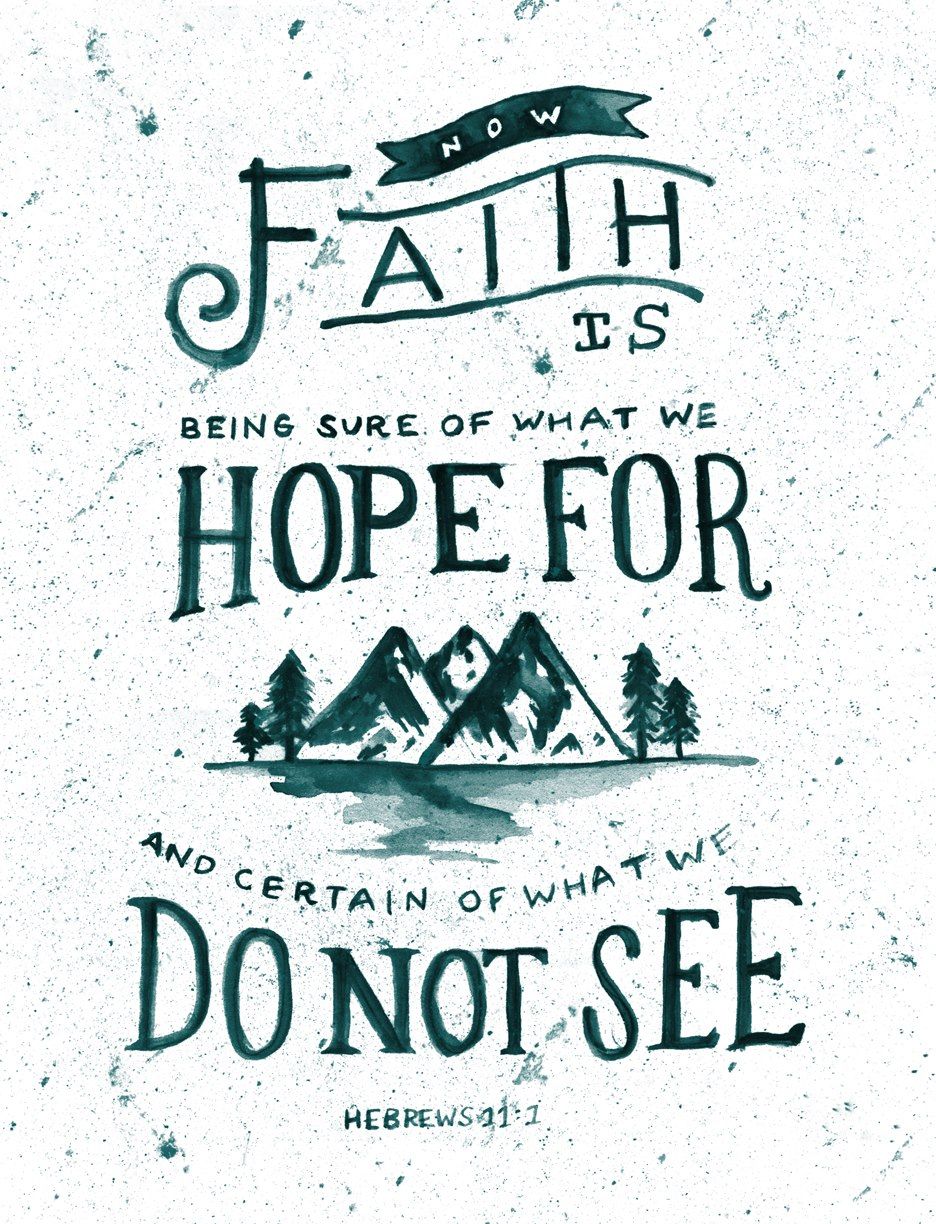 NOW
FAITH
IS
BEING SURE OF WHAT WE
HOPE FOR
AND CERTAIN OF WHAT WE
DO NOT SEE
HEBREWS 11:1